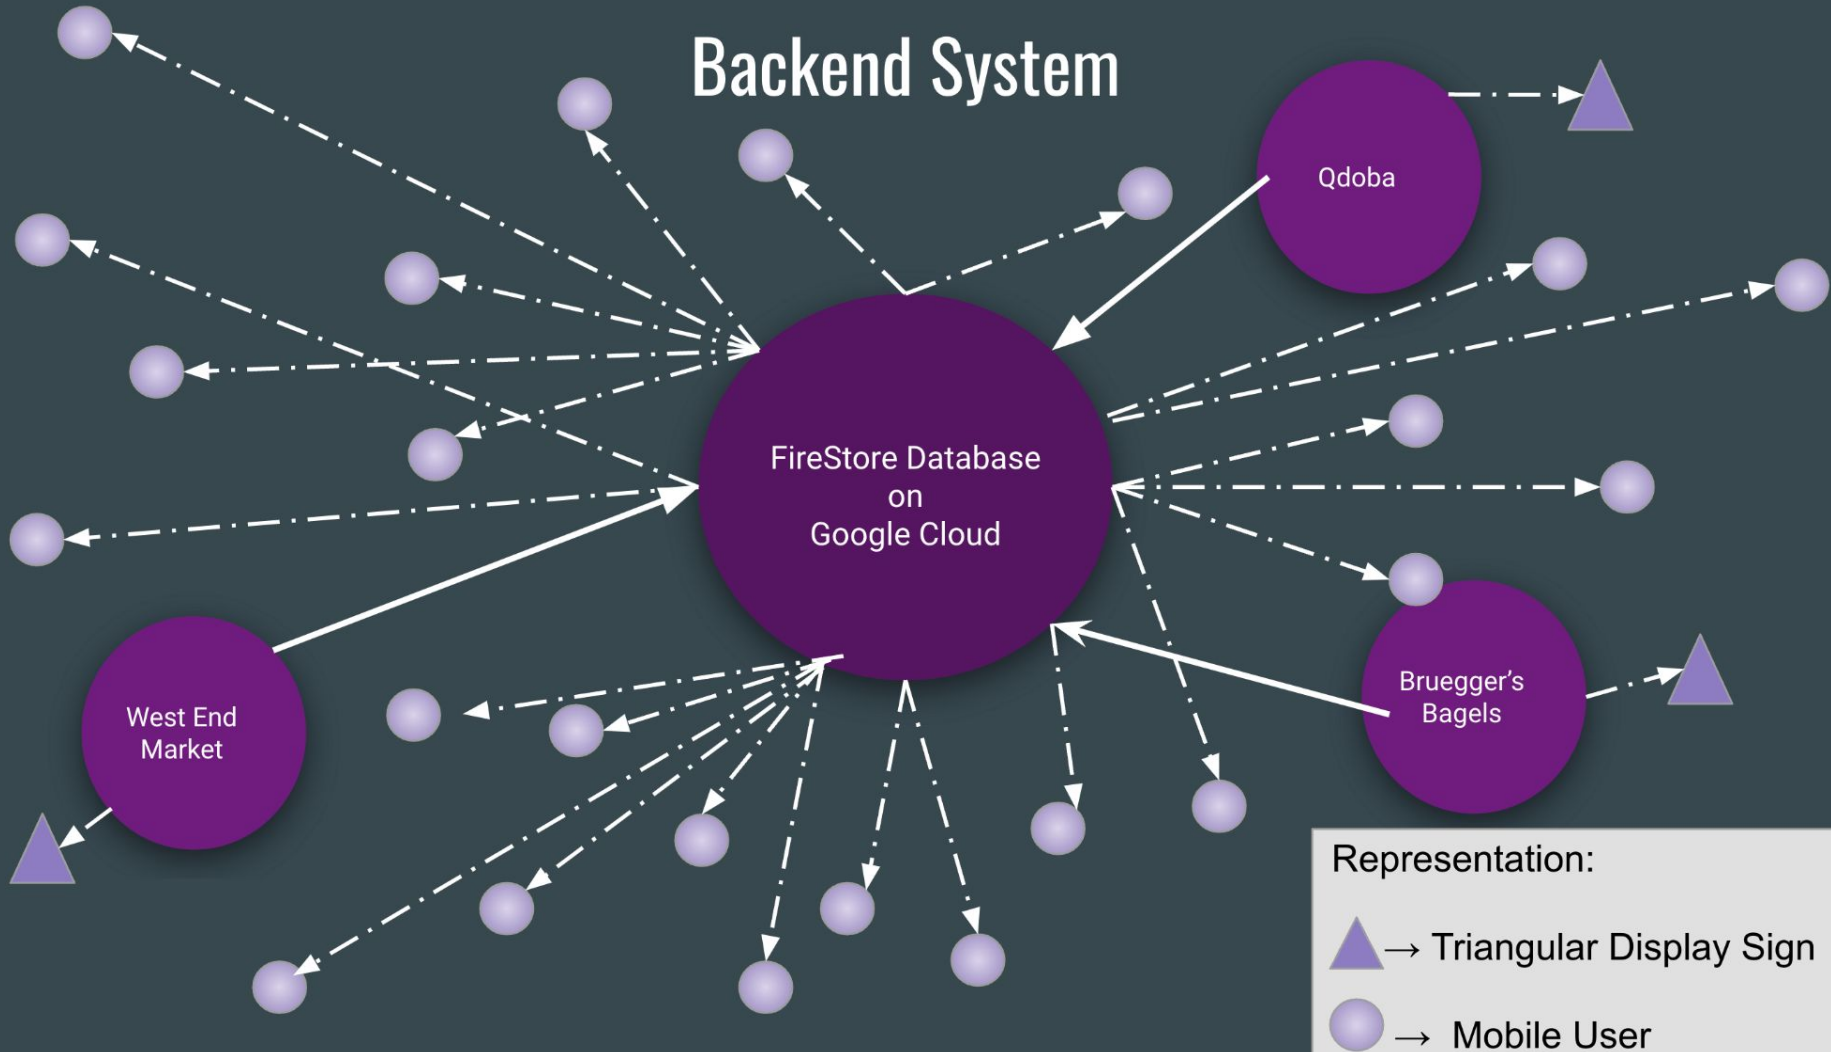 Backend System
Qdoba
FireStore Database
on
Google Cloud
West End
Market
Bruegger’s
Bagels
Representation:
→ Triangular Display Sign
→ Mobile User